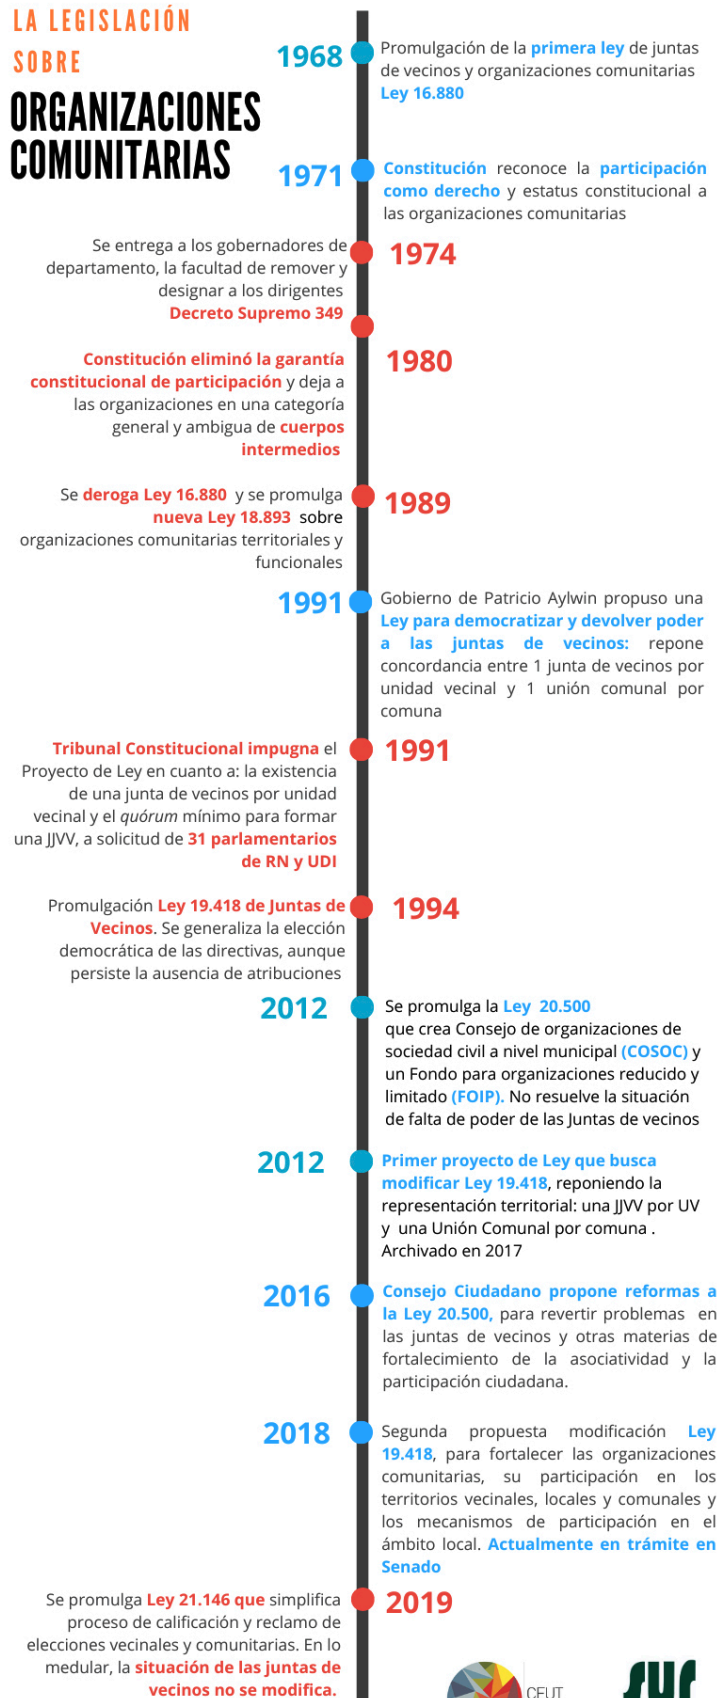 LA LEGISLACIÓN
SOBRE
ORGANIZACIONES
COMUNITARIAS
1968
Promulgación de la primera ley de juntas
de vecinos y organizaciones comunitarias
Ley 16.880
1971
Constitución reconoce la participación
como derecho y estatus constitucional a
las organizaciones comunitarias
1974
Se entrega a los gobernadores de
departamento, la facultad de remover y
designar a los dirigentes
Decreto Supremo 349
1980
Constitución eliminó la garantía
constitucional de participación y deja a
las organizaciones en una categoría
general y ambigua de cuerpos
intermedios
1989
Se deroga Ley 16.880 y se promulga
nueva Ley 18.893 sobre
organizaciones comunitarias territoriales y
funcionales
1991
Gobierno de Patricio Aylwin propuso una
Ley para democratizar y devolver poder
a las juntas de vecinos: repone
concordancia entre 1 junta de vecinos por
unidad vecinal y 1 unión comunal por
comuna
1991
Tribunal Constitucional impugna el
Proyecto de Ley en cuanto a: la existencia
de una junta de vecinos por unidad
vecinal y el quórum mínimo para formar
una JJVV, a solicitud de 31 parlamentarios
de RN y UDI
1994
Promulgación Ley 19.418 de Juntas de
Vecinos. Se generaliza la elección
democrática de las directivas, aunque
persiste la ausencia de atribuciones
2012
Se promulga la Ley 20.500
que crea Consejo de organizaciones de
sociedad civil a nivel municipal (COSOC) y
un Fondo para organizaciones reducido y
limitado (FOIP). No resuelve la situación
de falta de poder de las Juntas de vecinos
2012
Primer proyecto de Ley que busca
modificar Ley 19.418, reponiendo la
representación territorial: una JJVV por UV
y una Unión Comunal por comuna .
Archivado en 2017
2016
Consejo Ciudadano propone reformas a
la Ley 20.500, para revertir problemas en
las juntas de vecinos y otras materias de
fortalecimiento de la asociatividad y la
participación ciudadana.
2018
Segunda propuesta modificación Ley
19.418, para fortalecer las organizaciones
comunitarias, su participación en los
territorios vecinales, locales y comunales y
los mecanismos de participación en el
ámbito local. Actualmente en trámite en
Senado
2019
Se promulga Ley 21.146 que simplifica
proceso de calificación y reclamo de
elecciones vecinales y comunitarias. En lo
medular, la situación de las juntas de
vecinos no se modifica.